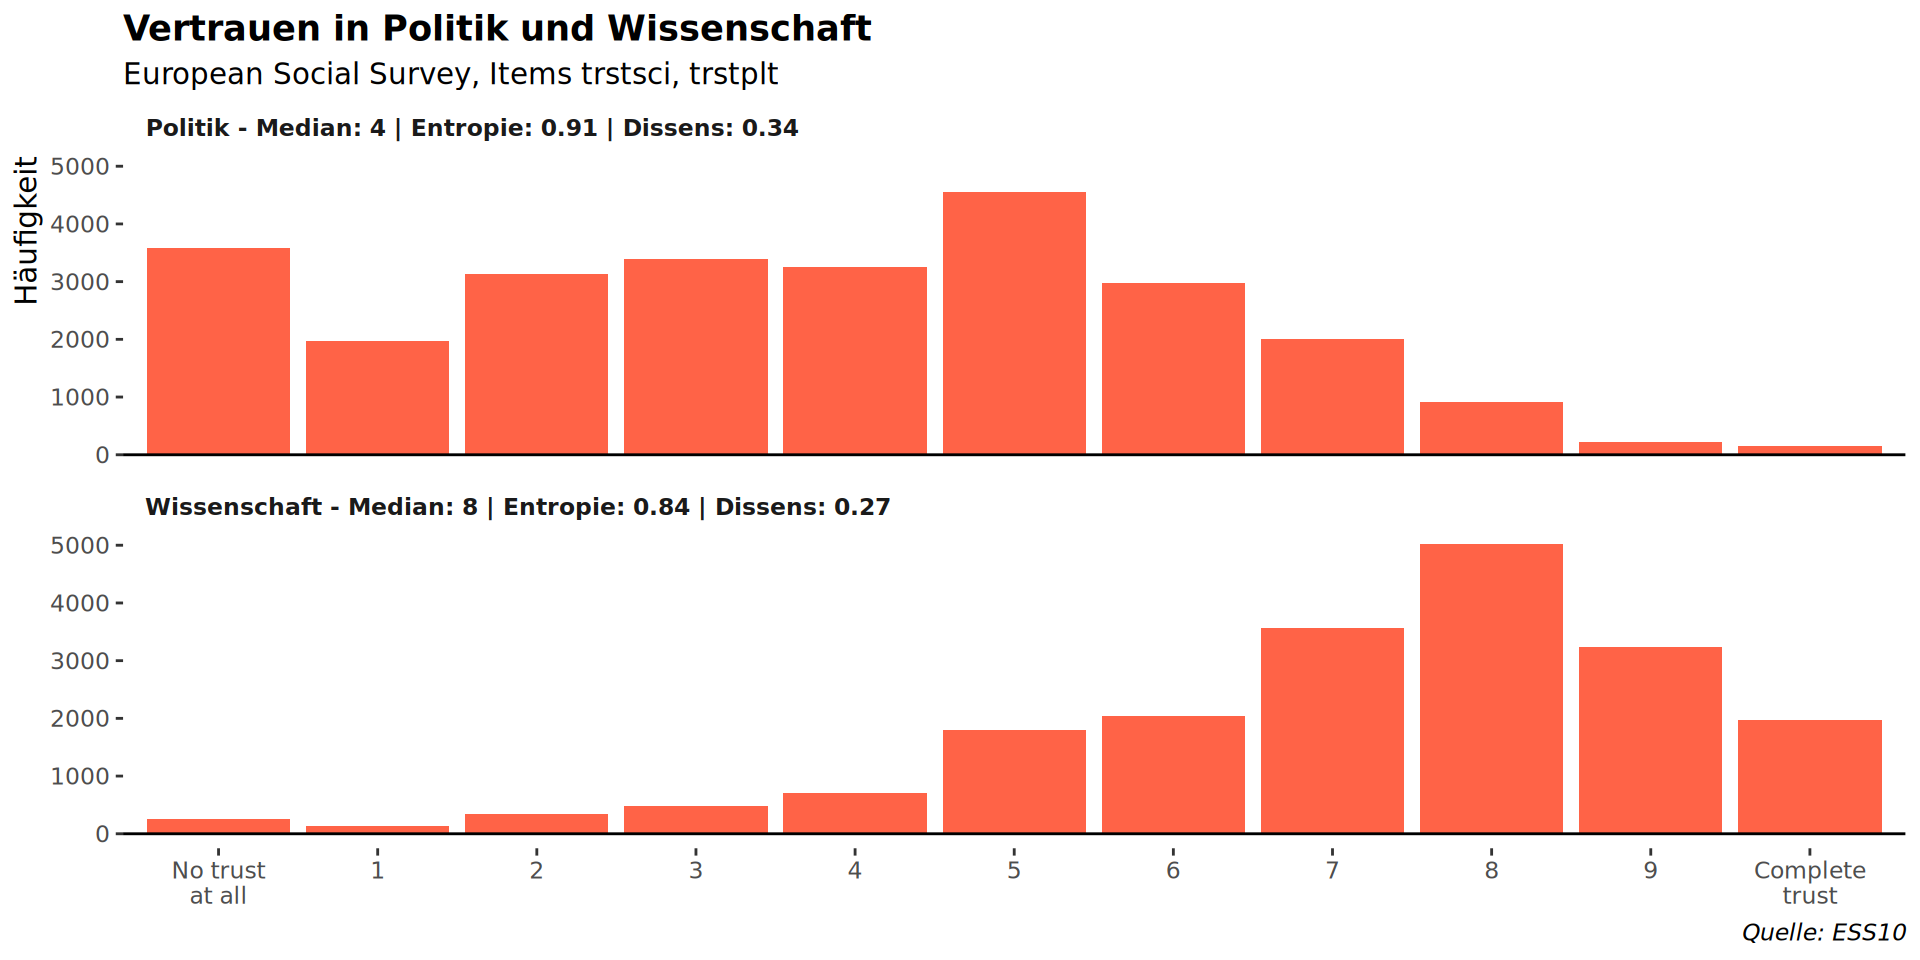 Vertrauen in Politik und Wissenschaft
European Social Survey, Items trstsci, trstplt
Politik - Median: 4 | Entropie: 0.91 | Dissens: 0.34
Häufigkeit
5000
4000
3000
2000
1000
0
Wissenschaft - Median: 8 | Entropie: 0.84 | Dissens: 0.27
5000
4000
3000
2000
1000
0
No trust
at all
1
2
3
4
5
6
7
8
9
Complete
trust
Quelle: ESS10